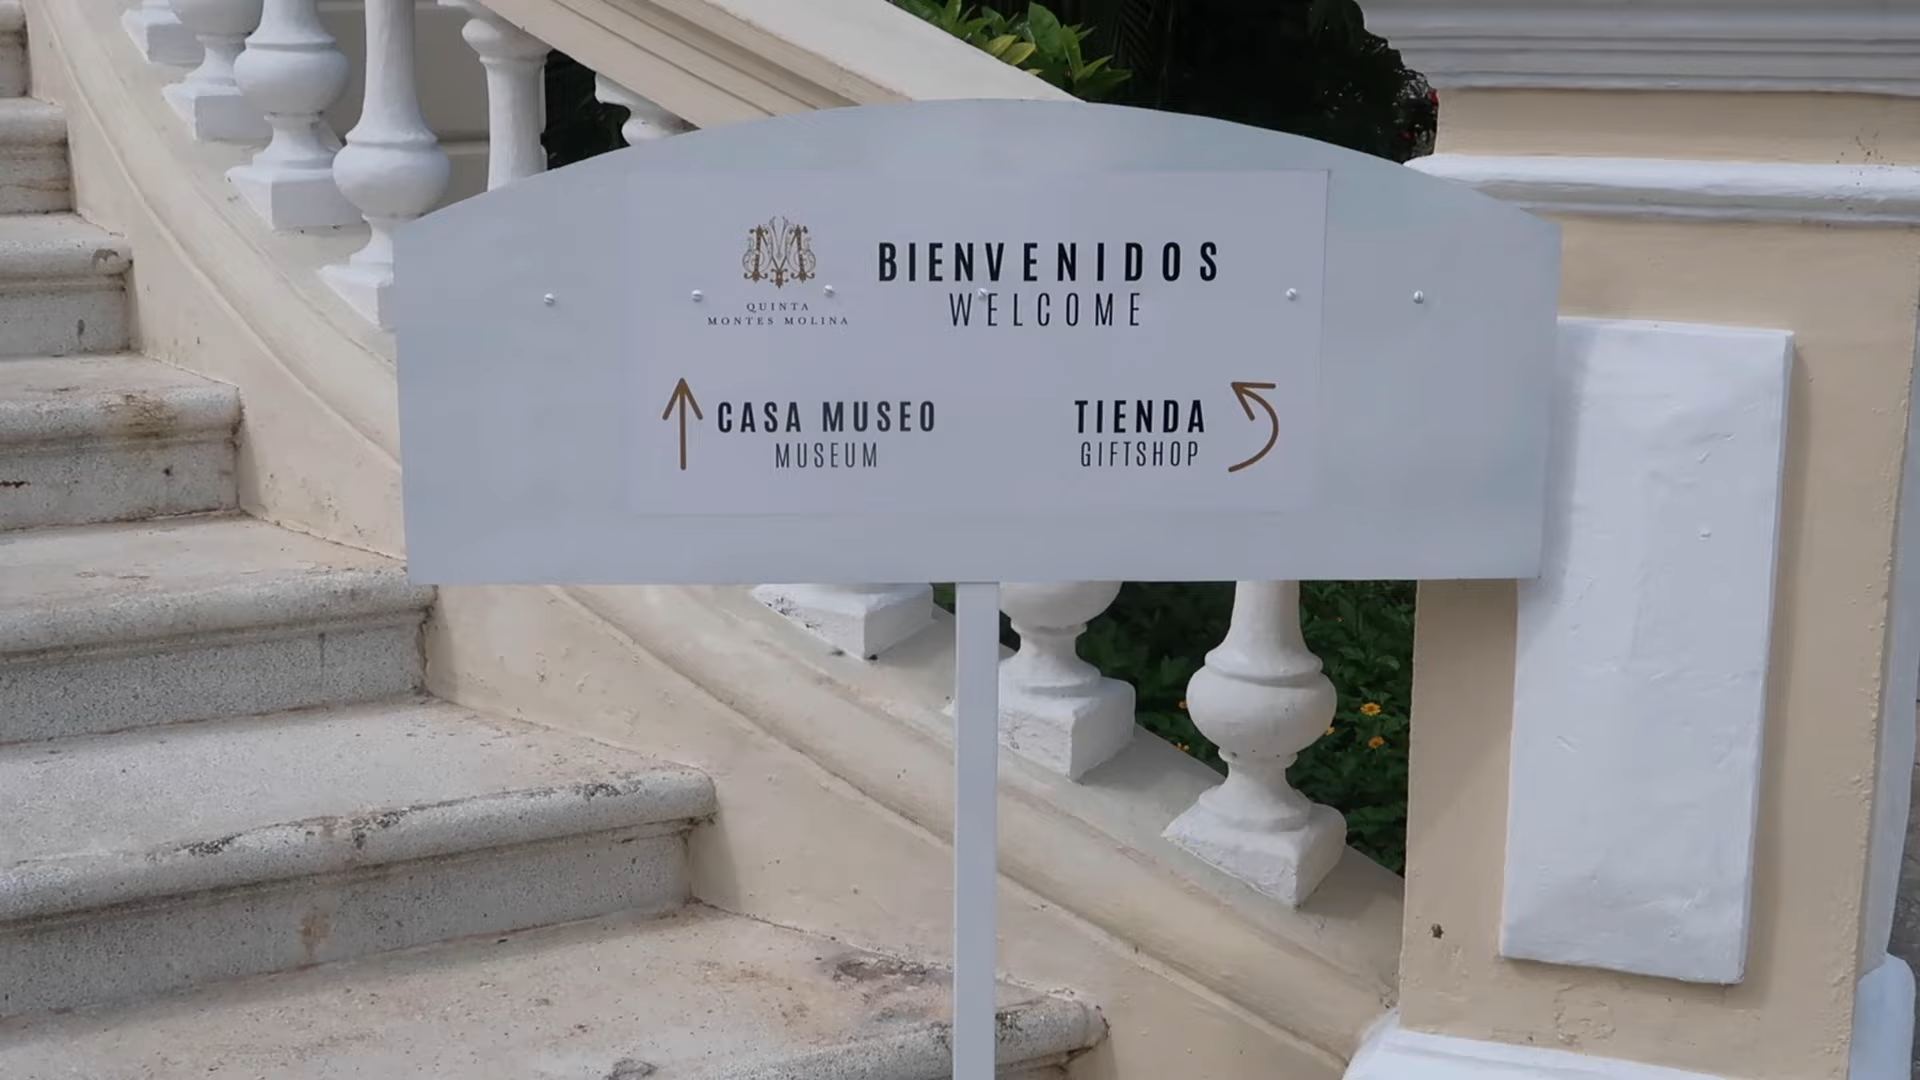 QUINTA
MONTES MOLINA
BIENVENIDOS
WELCOME
CASA MUSEO
MUSEUM
TIENDA
GIFTSHOP